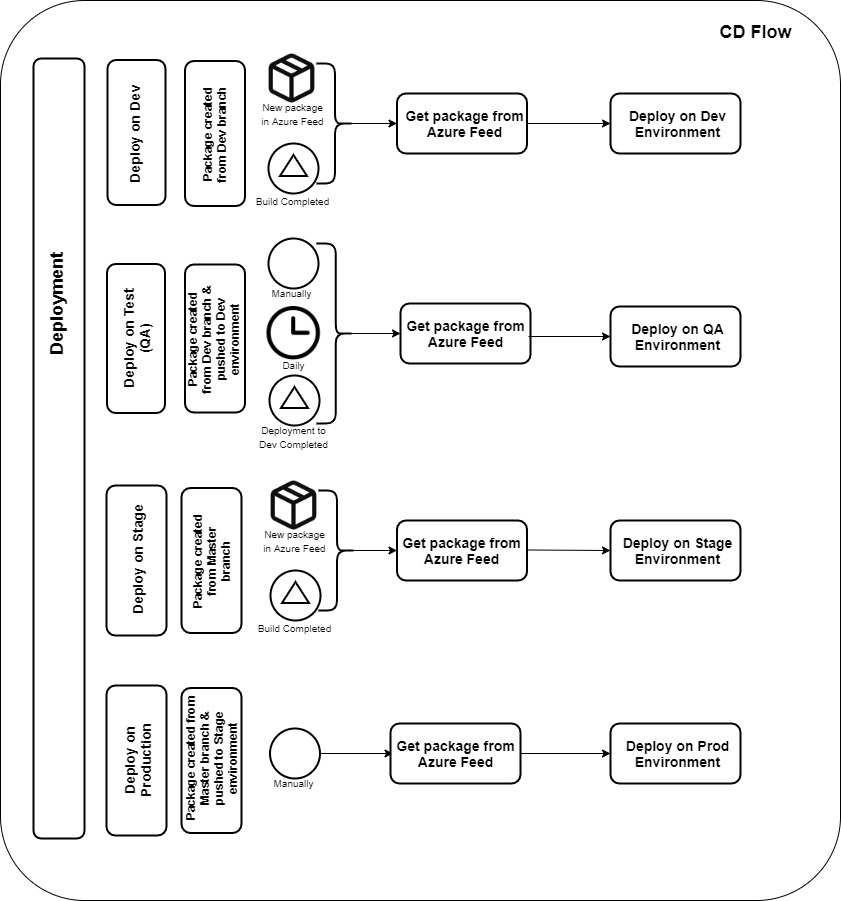 CD Flow
Deployment
Deploy on Dev
Package created
from Dev branch
New package
in Azure Feed
Build Completed
Get package from
Azure Feed
Deploy on Dev
Environment
Deploy on Test
(QA)
Package created
from Dev branch &
pushed to Dev
environment
Manually
Daily
Deployment to
Dev Completed
Get package from
Azure Feed
Deploy on QA
Environment
Deploy on Stage
Package created
from Master
branch
New package
in Azure Feed
Build Completed
Get package from
Azure Feed
Deploy on Stage
Environment
Deploy on
Production
Package created from
Master branch &
pushed to Stage
environment
Manually
Get package from
Azure Feed
Deploy on Prod
Environment